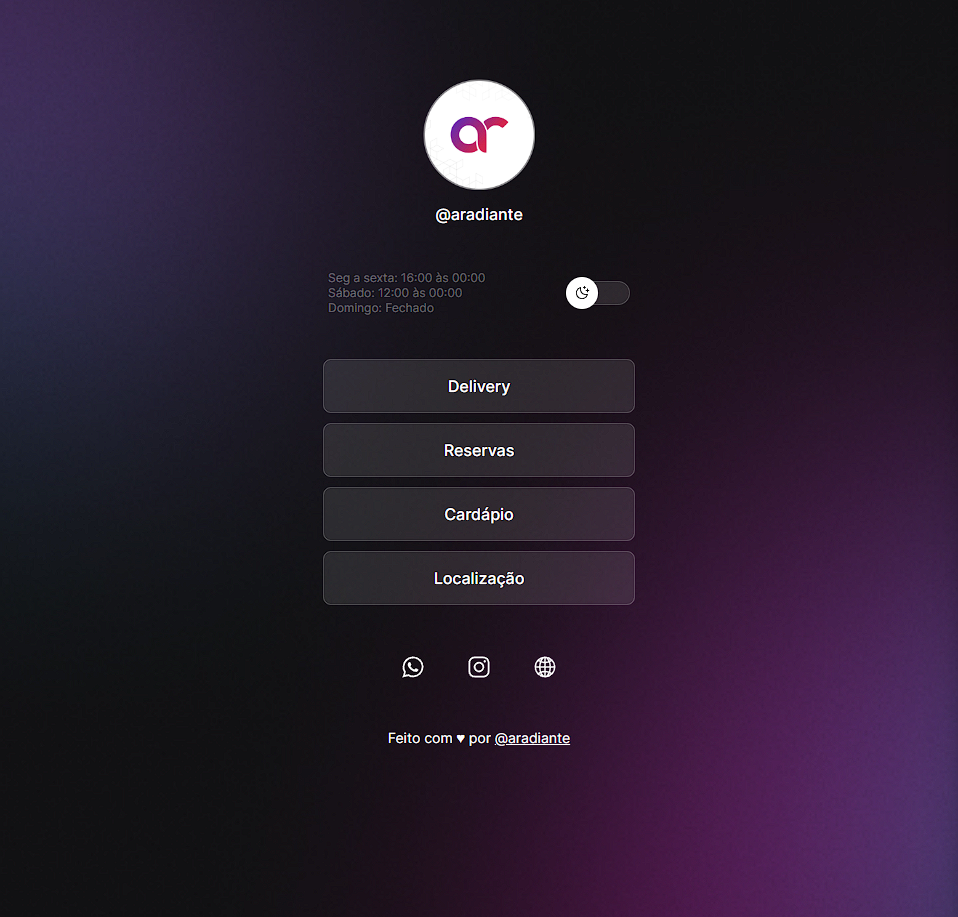 ar
@aradiante
Seg a sexta: 16:00 às 00:00
Sábado: 12:00 às 00:00
Domingo: Fechado
Delivery
Reservas
Cardápio
Localização
Feito com ♥ por @aradiante